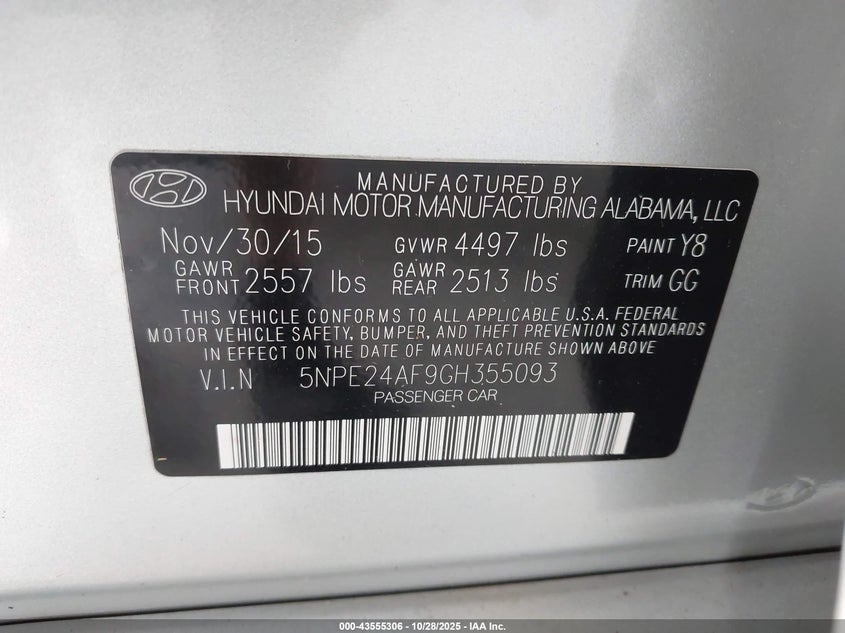 MANUFACTURED BY
HYUNDAI MOTOR MANUFACTURING ALABAMA, LLC
Nov/30/15 GVWR 4497 lbs PAINT Y8
GAWR FRONT 2557 lbs GAWR REAR 2513 lbs TRIM GG
THIS VEHICLE CONFORMS TO ALL APPLICABLE U.S.A. FEDERAL
MOTOR VEHICLE SAFETY, BUMPER, AND THEFT PREVENTION STANDARDS
IN EFFECT ON THE DATE OF MANUFACTURE SHOWN ABOVE
V.I.N 5NPE24AF9GH355093
PASSENGER CAR
000-43555306 | 10/28/2025 - IAA Inc.